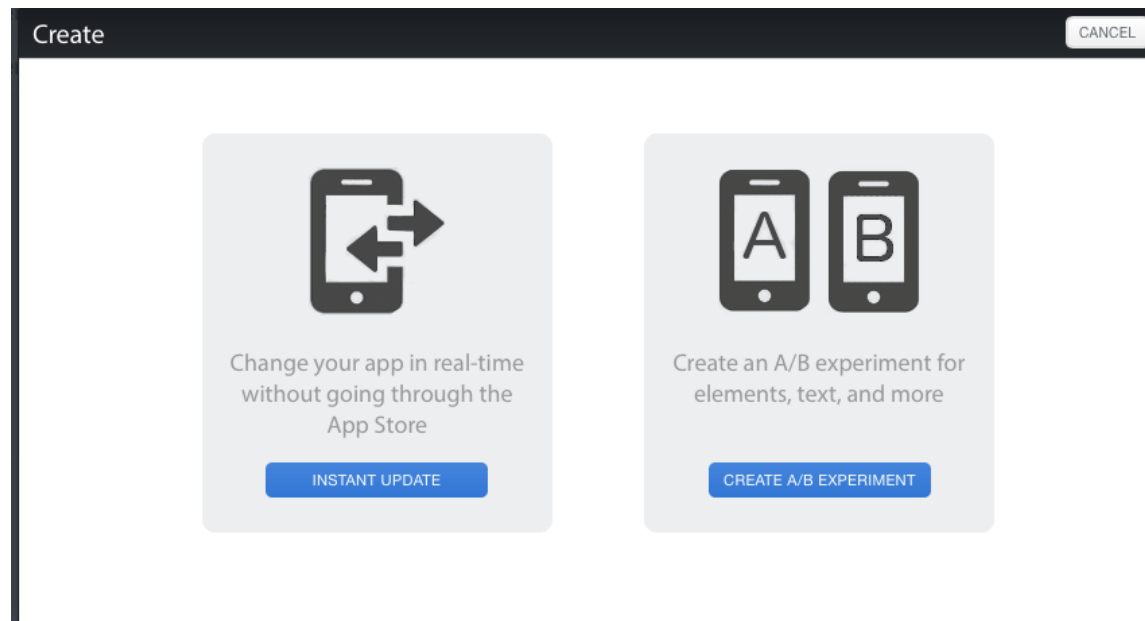 Create
CANCEL
A
B
Change your app in real-time
without going through the
App Store
INSTANT UPDATE
Create an A/B experiment for
elements, text, and more
CREATE A/B EXPERIMENT